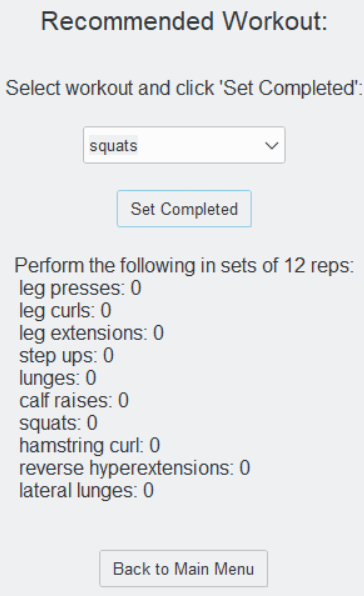 Recommended Workout:
Select workout and click 'Set Completed':
squats
Set Completed
Perform the following in sets of 12 reps:
leg presses: 0
leg curls: 0
leg extensions: 0
step ups: 0
lunges: 0
calf raises: 0
squats: 0
hamstring curl: 0
reverse hyperextensions: 0
lateral lunges: 0
Back to Main Menu